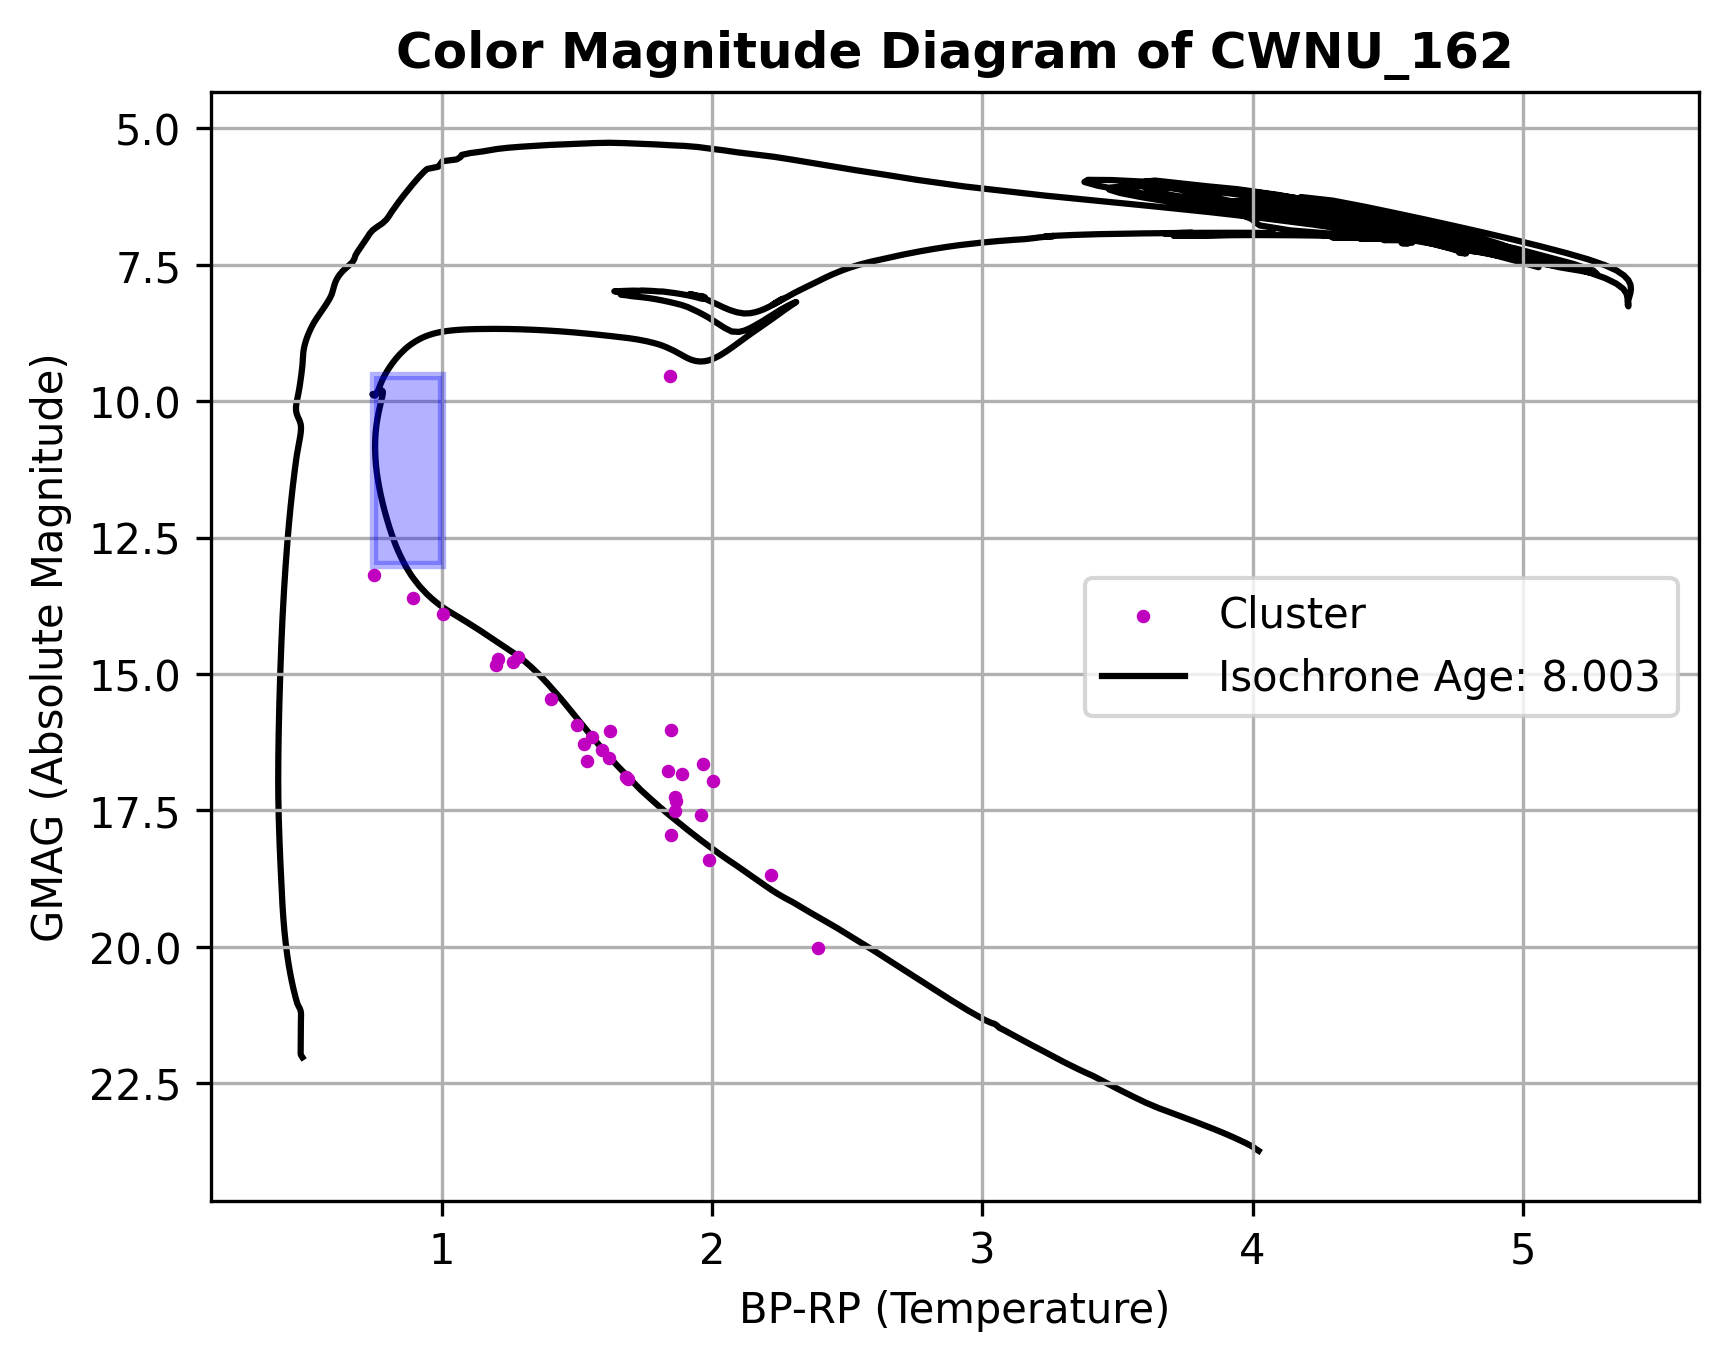 Color Magnitude Diagram of CWNU_162
GMAG (Absolute Magnitude)
5.0
7.5
10.0
12.5
15.0
17.5
20.0
22.5
Cluster
Isochrone Age: 8.003
1 2 3 4 5
BP-RP (Temperature)